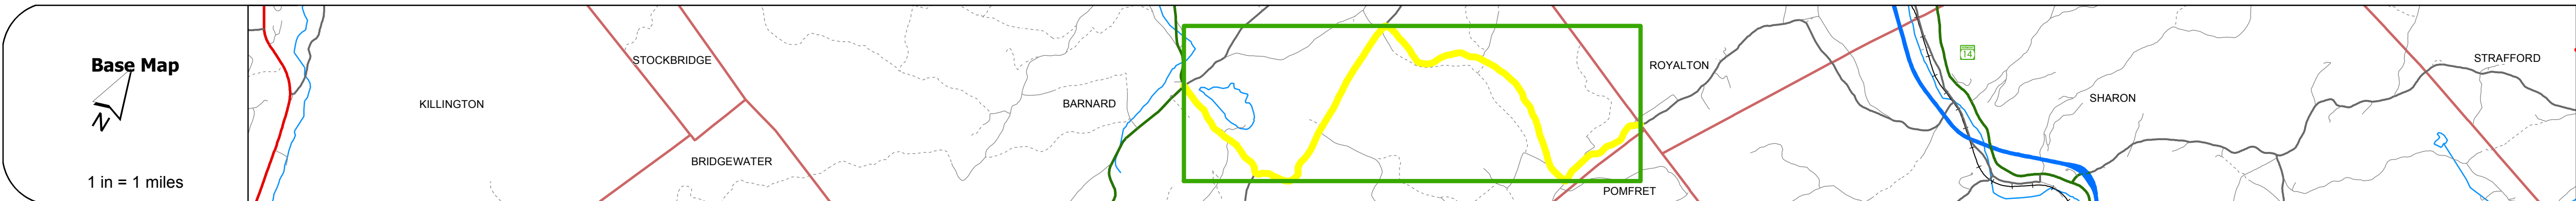 Base Map
N
1 in = 1 miles
KILLINGTON
STOCKBRIDGE
BRIDGEWATER
BARNARD
ROYALTON
POMFRET
14
SHARON
STRAFFORD